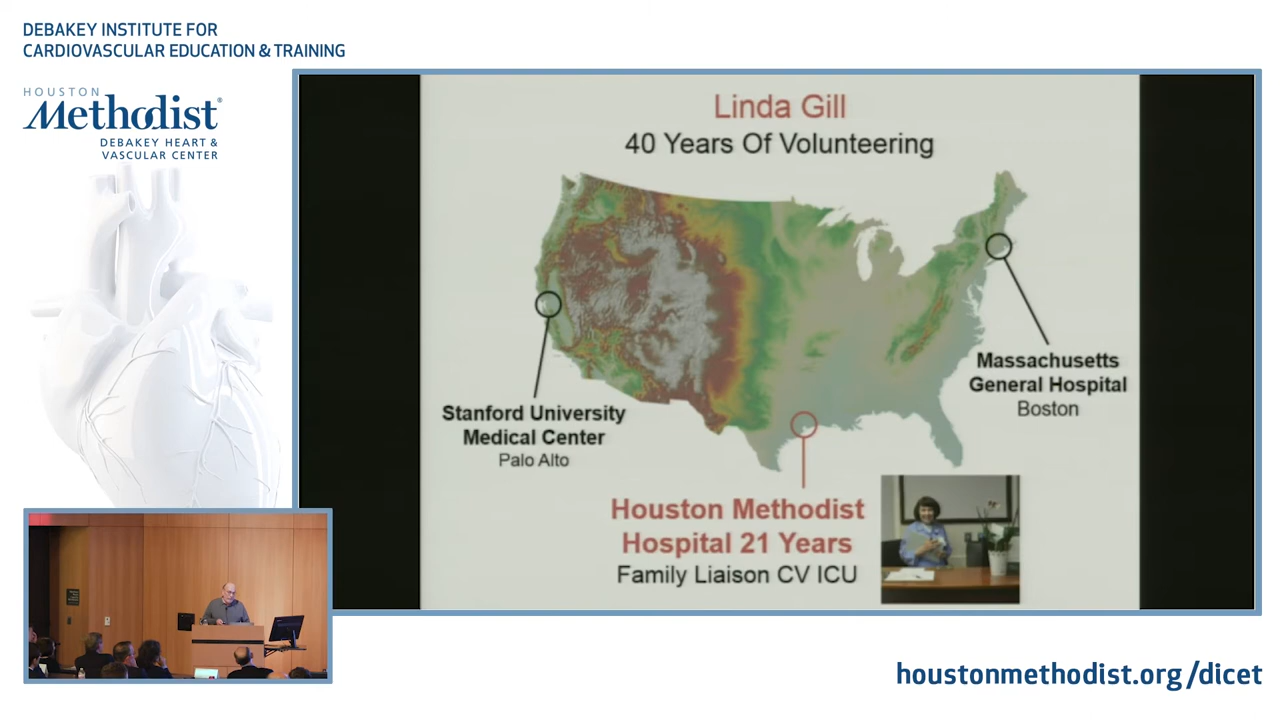 DEBAKEY INSTITUTE FOR
CARDIOVASCULAR EDUCATION & TRAINING
HOUSTON
Methodist®
DEBAKEY HEART &
VASCULAR CENTER
Linda Gill
40 Years Of Volunteering
Stanford University
Medical Center
Palo Alto
Massachusetts
General Hospital
Boston
Houston Methodist
Hospital 21 Years
Family Liaison CV ICU
houstonmethodist.org/dicet